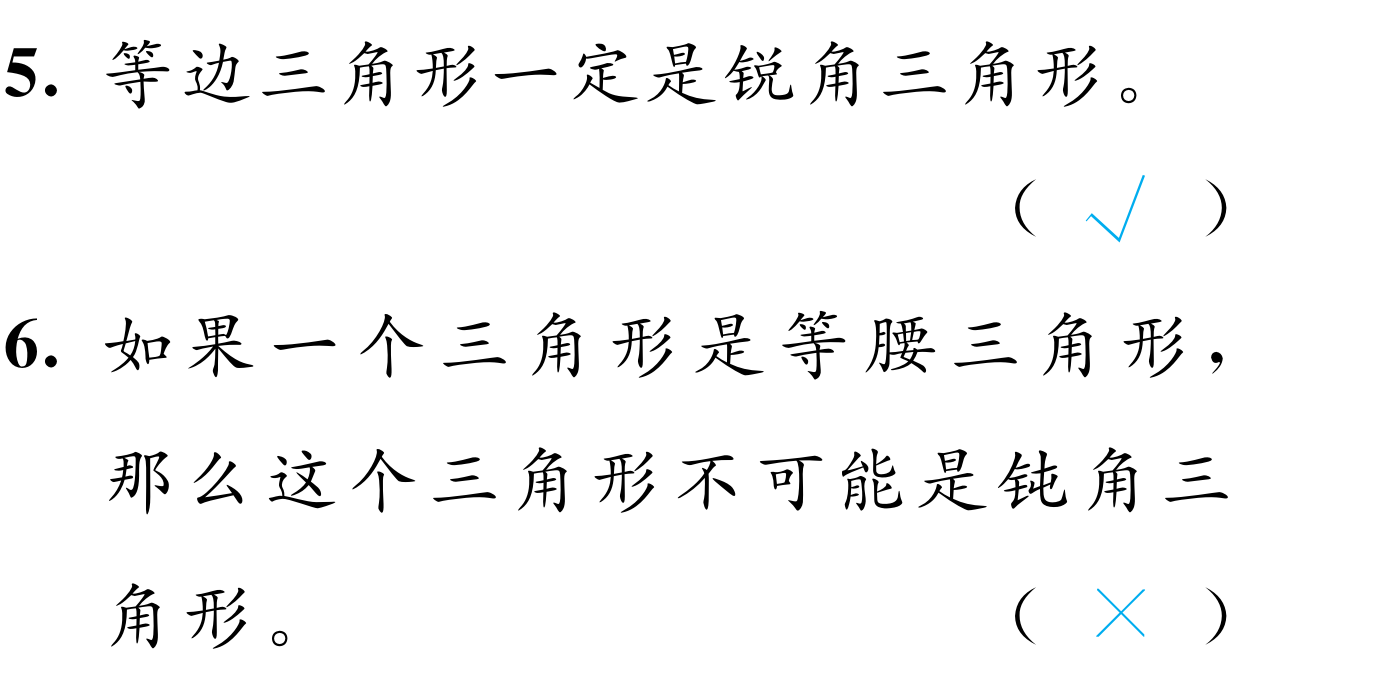 5. 等边三角形一定是锐角三角形。
( √ )
6. 如果一个三角形是等腰三角形,
那么这个三角形不可能是钝角三
角形。 ( × )